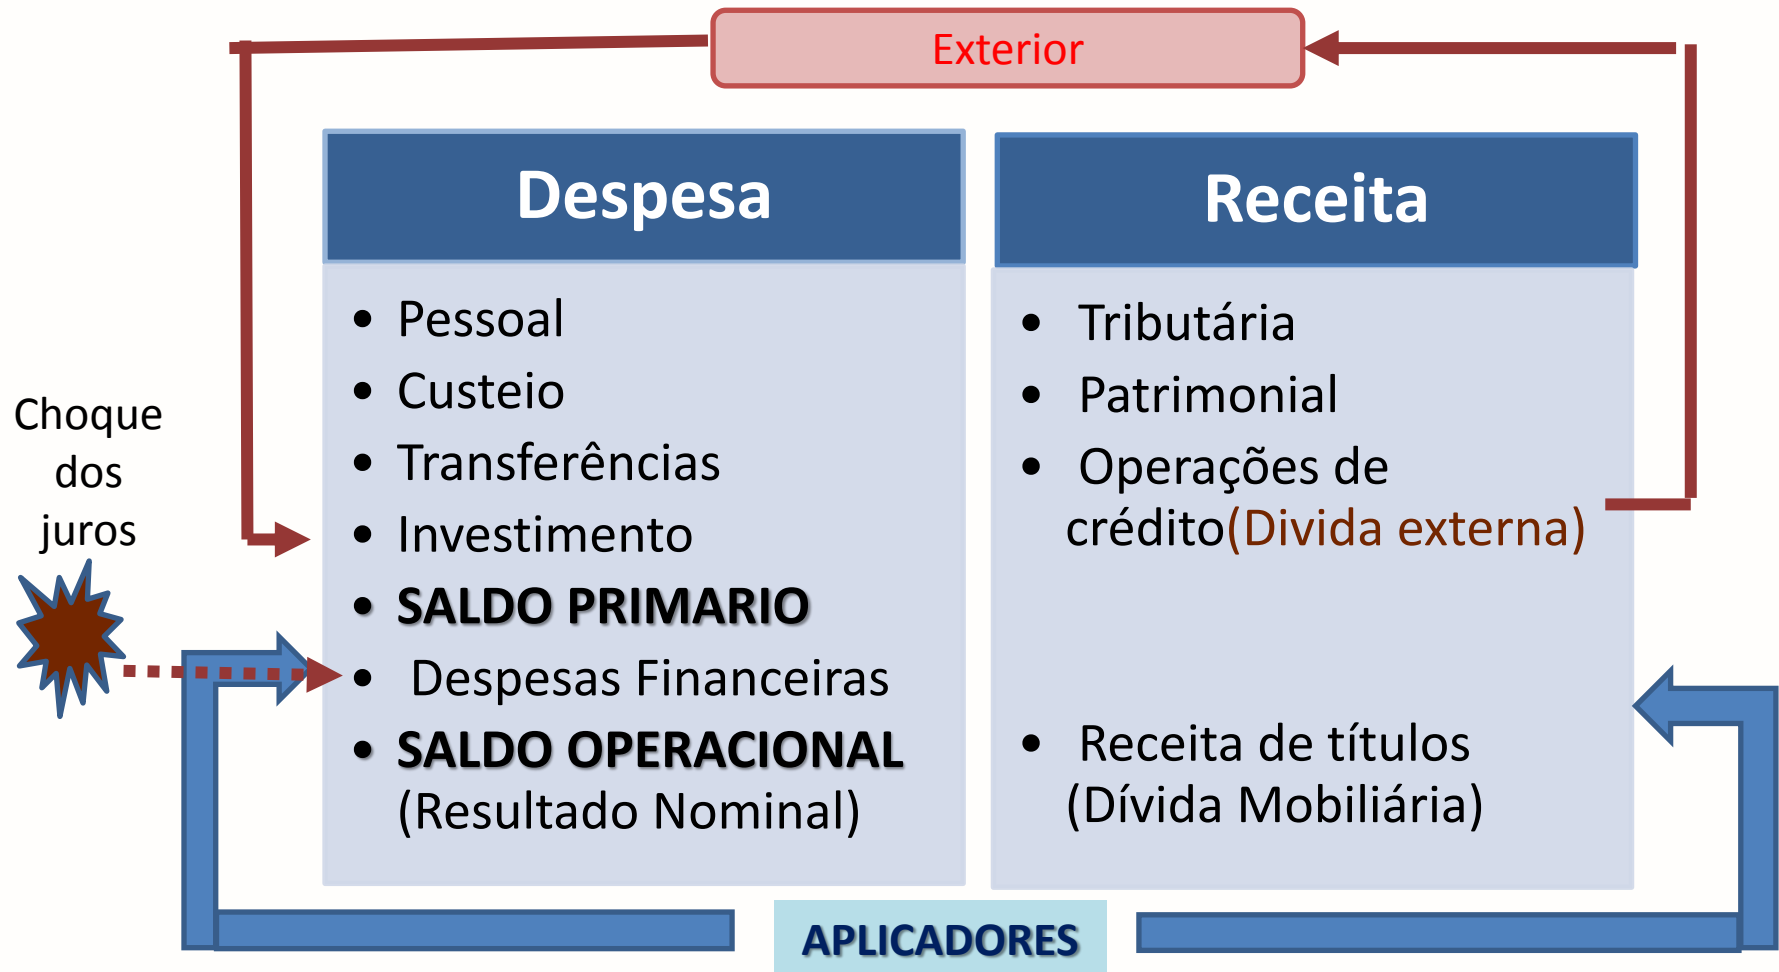 Exterior
Despesa
• Pessoal
• Custeio
• Transferências
• Investimento
• SALDO PRIMARIO
• Despesas Financeiras
• SALDO OPERACIONAL
(Resultado Nominal)
Receita
• Tributária
• Patrimonial
• Operações de
crédito(Divida externa)
• Receita de títulos
(Dívida Mobiliária)
Choque
dos
juros
APLICADORES